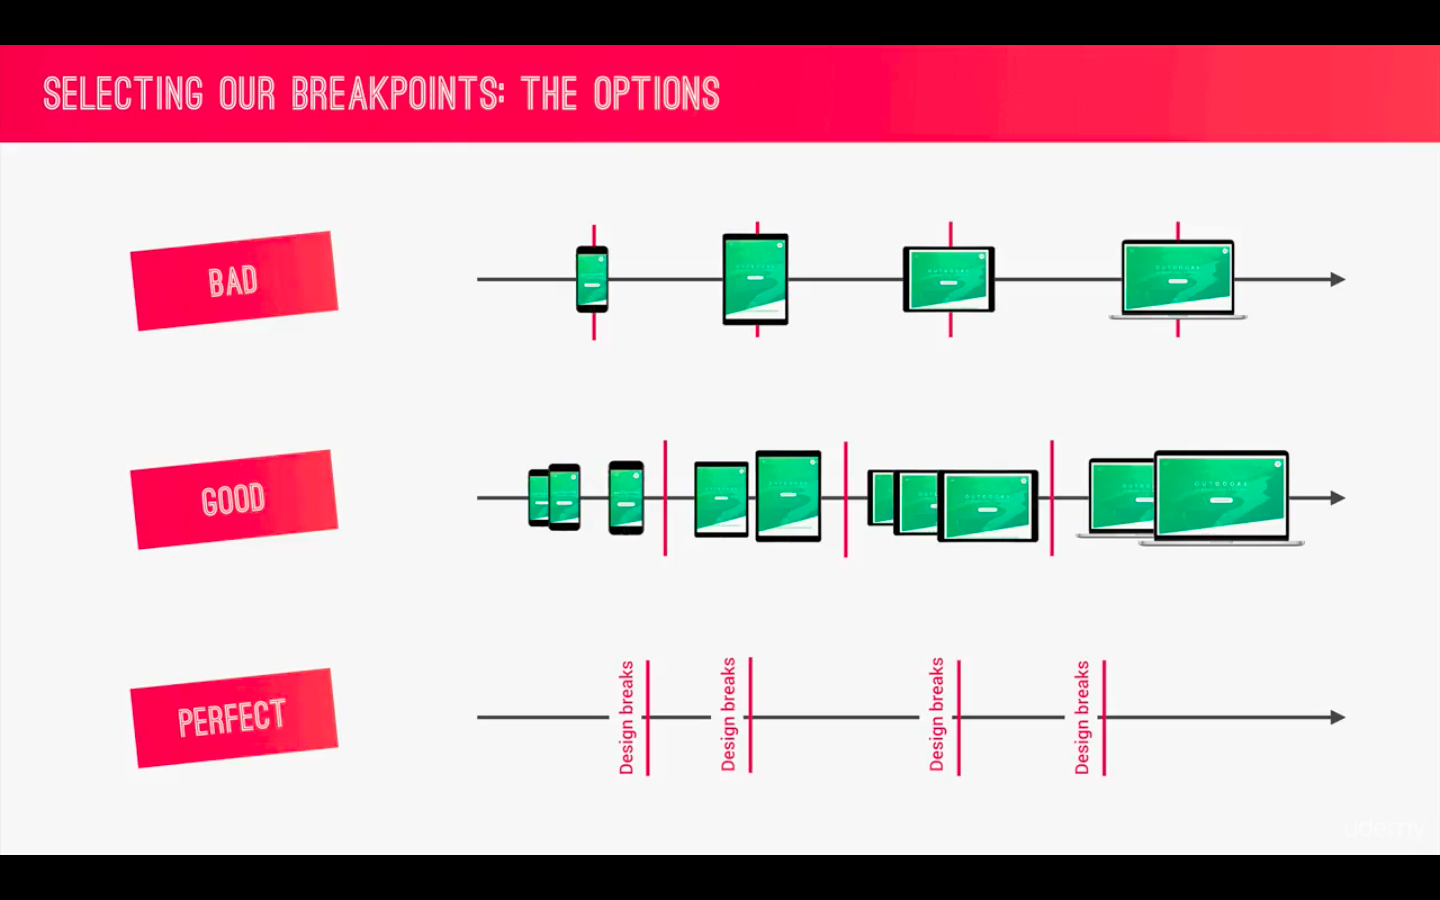 SELECTING OUR BREAKPOINTS: THE OPTIONS
BAD
GOOD
PERFECT
Design breaks
Design breaks
Design breaks
Design breaks
udemy